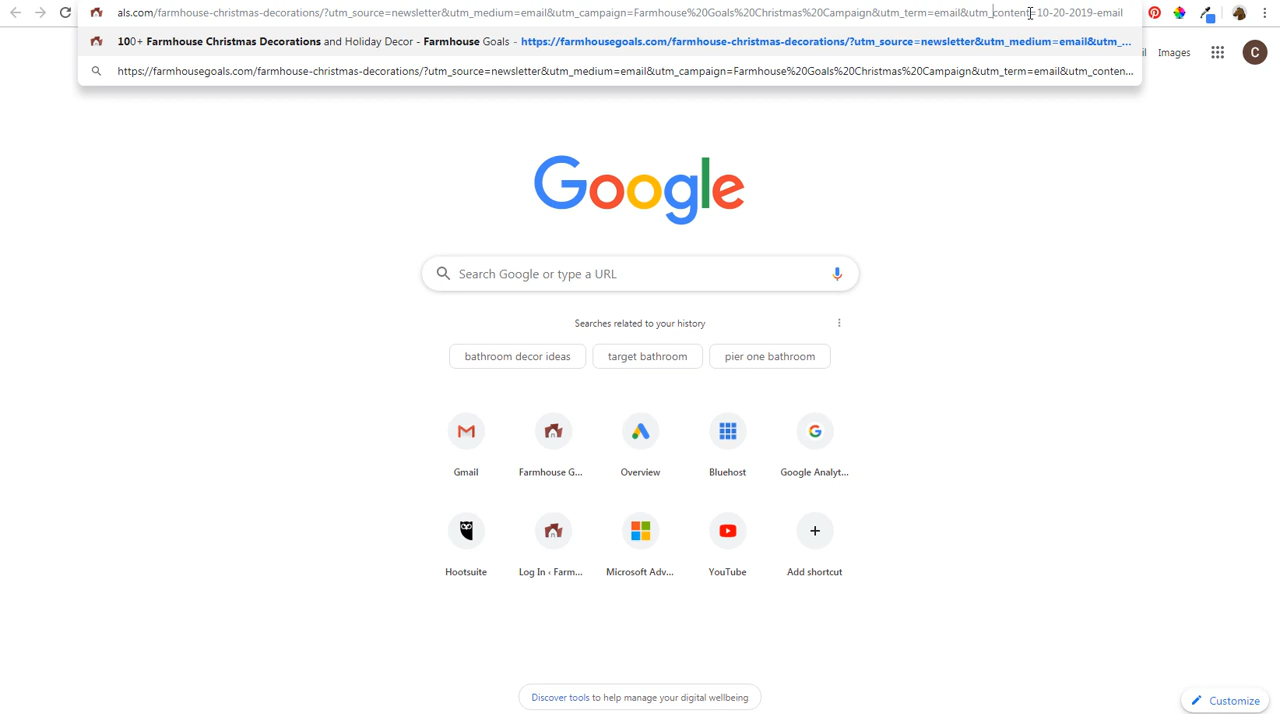 als.com/farmhouse-christmas-decorations/?utm_source=newsletter&utm_medium=email&utm_campaign=Farmhouse%20Goals%20Christmas%20Campaign&utm_term=email&utm_content=10-20-2019-email
100+ Farmhouse Christmas Decorations and Holiday Decor - Farmhouse Goals - https://farmhousegoals.com/farmhouse-christmas-decorations/?utm_source=newsletter&utm_medium=email&utm_...
https://farmhousegoals.com/farmhouse-christmas-decorations/?utm_source=newsletter&utm_medium=email&utm_campaign=Farmhouse%20Goals%20Christmas%20Campaign&utm_term=email&utm_conten...
il Images C
Google
Search Google or type a URL
Searches related to your history
bathroom decor ideas target bathroom pier one bathroom
Gmail Farmhouse G... Overview Bluehost Google Analyt...
Hootsuite Log In ‹ Farm... Microsoft Adv... YouTube Add shortcut
Discover tools to help manage your digital wellbeing
Customize